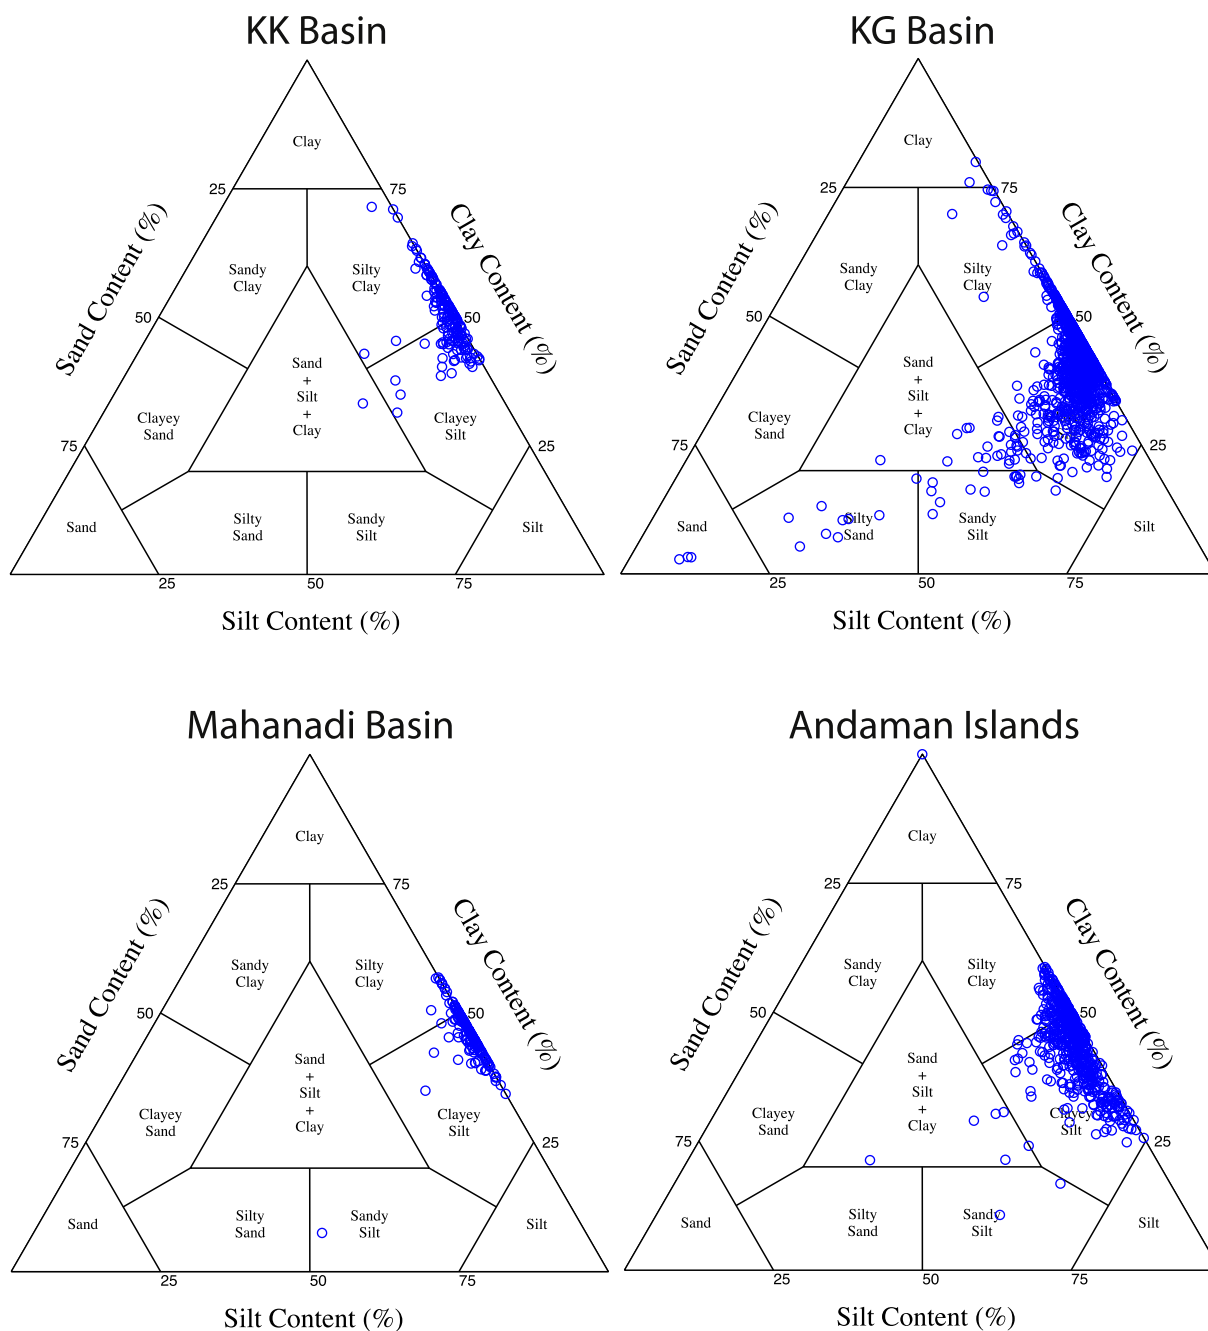 KK Basin
Clay
25
75
Sand Content (%)
Clay Content (%)
Sandy
Clay
Silty
Clay
50
50
Sand
+
Silt
+
Clay
Clayey
Sand
Clayey
Silt
75
25
Sand
Silty
Sand
Sandy
Silt
Silt
25
50
75
Silt Content (%)
KG Basin
Clay
25
75
Sand Content (%)
Clay Content (%)
Sandy
Clay
Silty
Clay
50
50
Sand
+
Silt
+
Clay
Clayey
Sand
Clayey
Silt
75
25
Sand
Silty
Sand
Sandy
Silt
Silt
25
50
75
Silt Content (%)
Mahanadi Basin
Clay
25
75
Sand Content (%)
Clay Content (%)
Sandy
Clay
Silty
Clay
50
50
Sand
+
Silt
+
Clay
Clayey
Sand
Clayey
Silt
75
25
Sand
Silty
Sand
Sandy
Silt
Silt
25
50
75
Silt Content (%)
Andaman Islands
Clay
25
75
Sand Content (%)
Clay Content (%)
Sandy
Clay
Silty
Clay
50
50
Sand
+
Silt
+
Clay
Clayey
Sand
Clayey
Silt
75
25
Sand
Silty
Sand
Sandy
Silt
Silt
25
50
75
Silt Content (%)